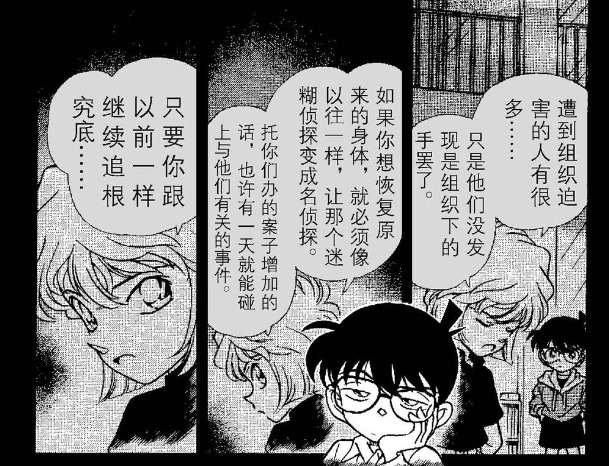 遭到组织迫
害的人有很
多……
只是他们没发
现是组织下的
手罢了。
如果你想恢复原
来的身体，就必须像
以往一样，让那个迷
糊侦探变成名侦探。
托你们办的案子增加的
话，也许有一天就能碰
上与他们有关的事件。
只要你跟
以前一样
继续追根
究底……